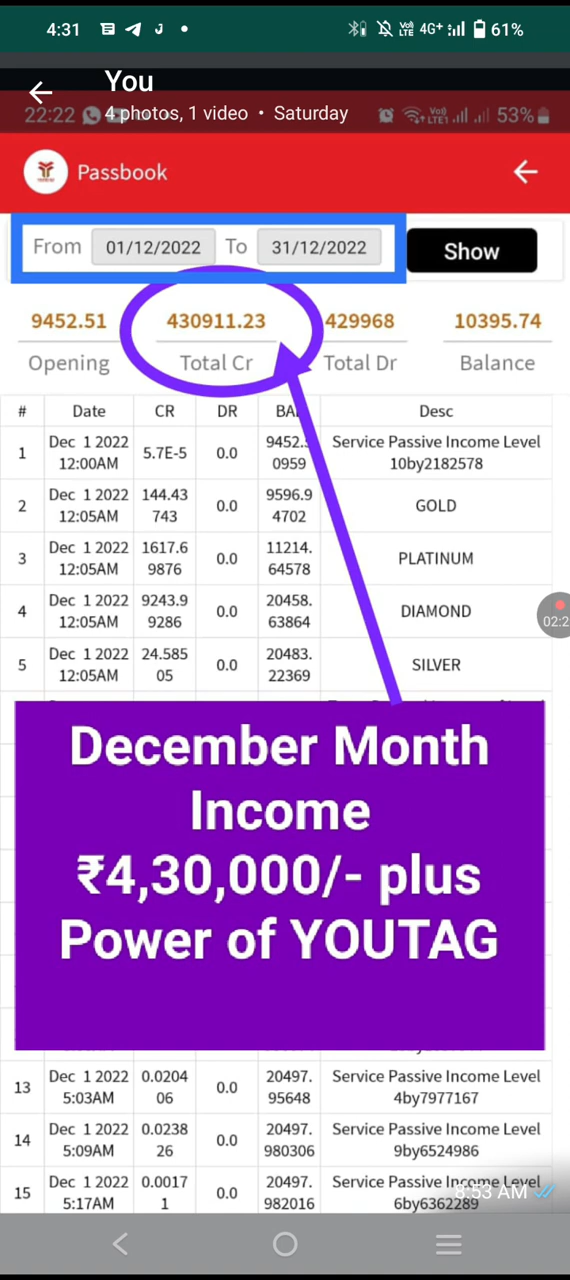 4:31 4G+ 61%
You
4 photos, 1 video • Saturday
22:22 53%
Passbook
From 01/12/2022 To 31/12/2022 Show
9452.51 430911.23 429968 10395.74
Opening Total Cr Total Dr Balance
# Date CR DR Desc
1 Dec 1 2022 12:00AM 5.7E-5 0.0 9452.50959 Service Passive Income Level 10by2182578
2 Dec 1 2022 12:05AM 144.43743 0.0 9596.94702 GOLD
3 Dec 1 2022 12:05AM 1617.69876 0.0 11214.64578 PLATINUM
4 Dec 1 2022 12:05AM 9243.99286 0.0 20458.63864 DIAMOND
5 Dec 1 2022 12:05AM 24.58505 0.0 20483.22369 SILVER
02:2
December Month
Income
₹4,30,000/- plus
Power of YOUTAG
13 Dec 1 2022 5:03AM 0.020406 0.0 20497.95648 Service Passive Income Level 4by7977167
14 Dec 1 2022 5:09AM 0.023826 0.0 20497.980306 Service Passive Income Level 9by6524986
15 Dec 1 2022 5:17AM 0.00171 0.0 20497.982016 Service Passive Income Level 6by6362289
8:53 AM